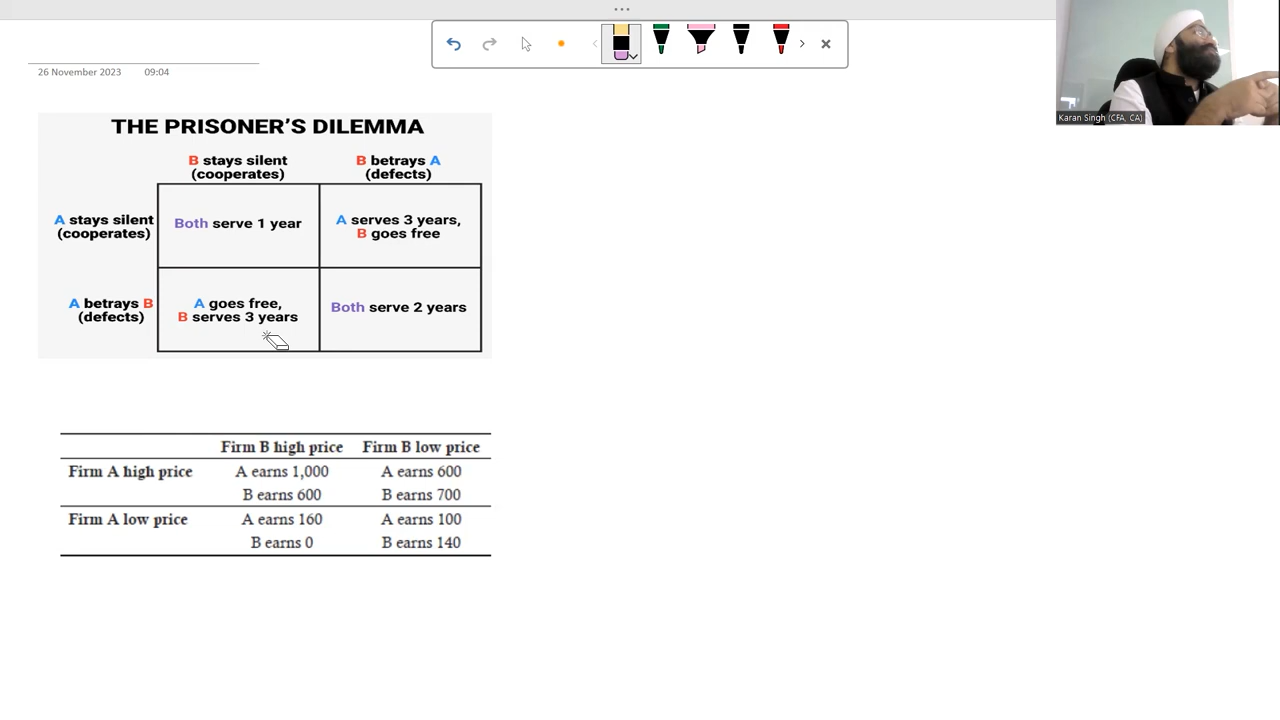 26 November 2023 09:04
Karan Singh (CFA, CA)
THE PRISONER'S DILEMMA
B stays silent
(cooperates)
B betrays A
(defects)
A stays silent
(cooperates)
Both serve 1 year
A serves 3 years,
B goes free
A betrays B
(defects)
A goes free,
B serves 3 years
Both serve 2 years
Firm B high price Firm B low price
Firm A high price A earns 1,000 A earns 600
B earns 600 B earns 700
Firm A low price A earns 160 A earns 100
B earns 0 B earns 140